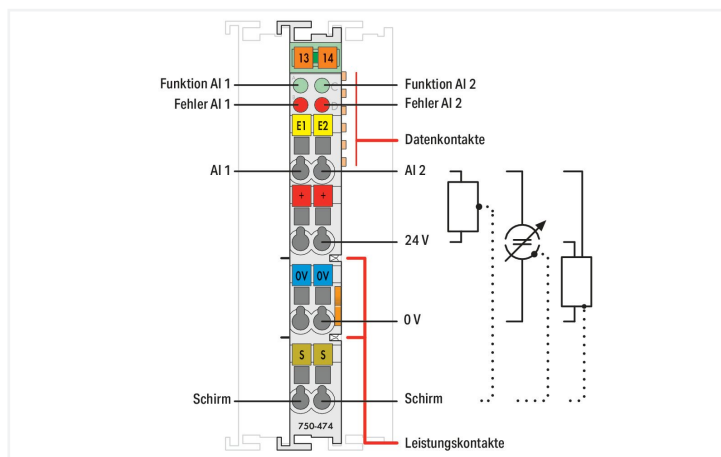 13 14
Funktion AI 1
Funktion AI 2
Fehler AI 1
Fehler AI 2
E1 E2
Datenkontakte
AI 1
AI 2
+ +
24 V
0V 0V
0 V
S S
Schirm
Schirm
750-474
Leistungskontakte